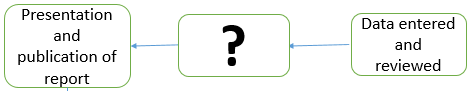 Presentation
and
publication of
report
?
Data entered
and
reviewed